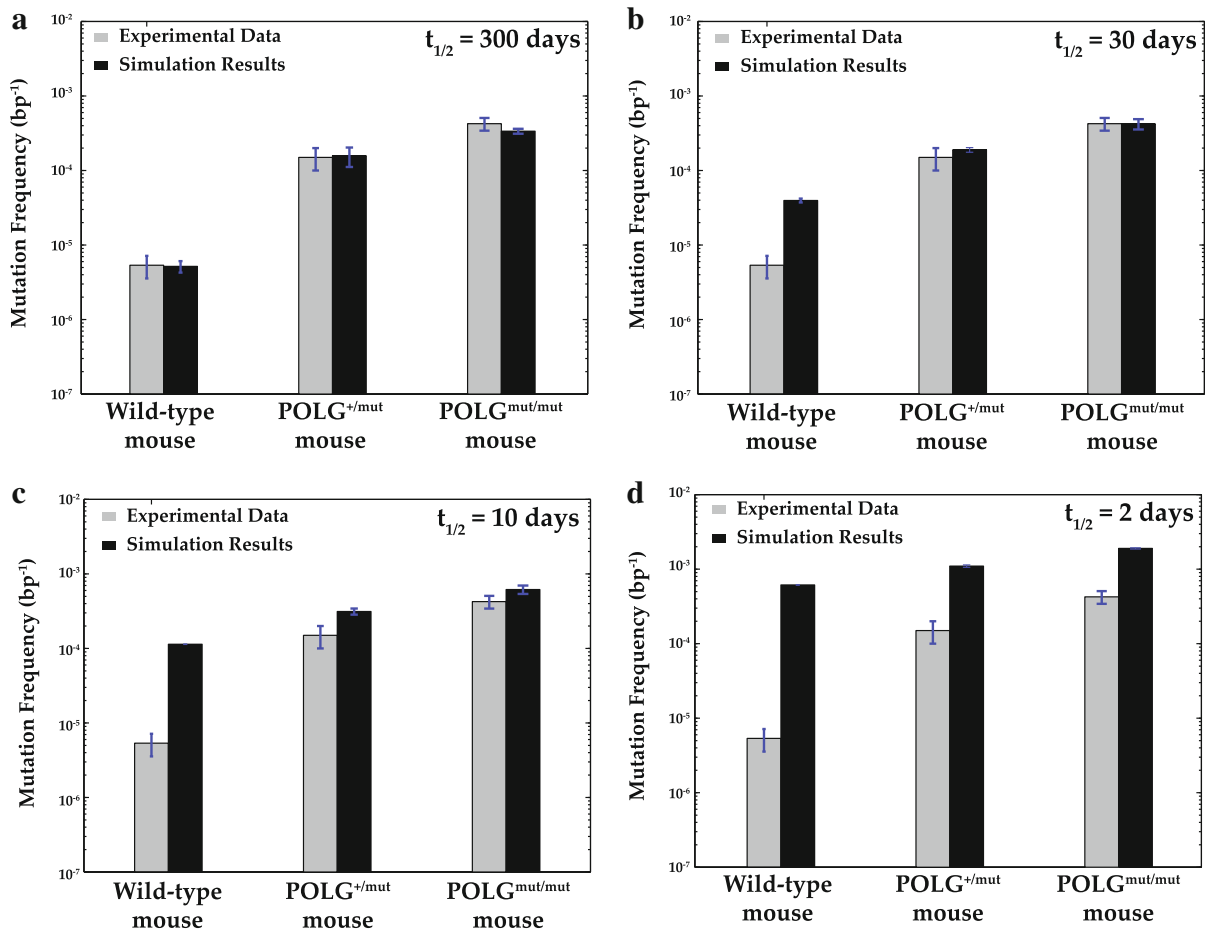 a
t1/2 = 300 days
Experimental Data
Simulation Results
Mutation Frequency (bp-1)
10-2
10-3
10-4
10-5
10-6
10-7
Wild-type mouse
POLG+/mut mouse
POLGmut/mut mouse
b
t1/2 = 30 days
Experimental Data
Simulation Results
Mutation Frequency (bp-1)
10-2
10-3
10-4
10-5
10-6
10-7
Wild-type mouse
POLG+/mut mouse
POLGmut/mut mouse
c
t1/2 = 10 days
Experimental Data
Simulation Results
Mutation Frequency (bp-1)
10-2
10-3
10-4
10-5
10-6
10-7
Wild-type mouse
POLG+/mut mouse
POLGmut/mut mouse
d
t1/2 = 2 days
Experimental Data
Simulation Results
Mutation Frequency (bp-1)
10-2
10-3
10-4
10-5
10-6
10-7
Wild-type mouse
POLG+/mut mouse
POLGmut/mut mouse